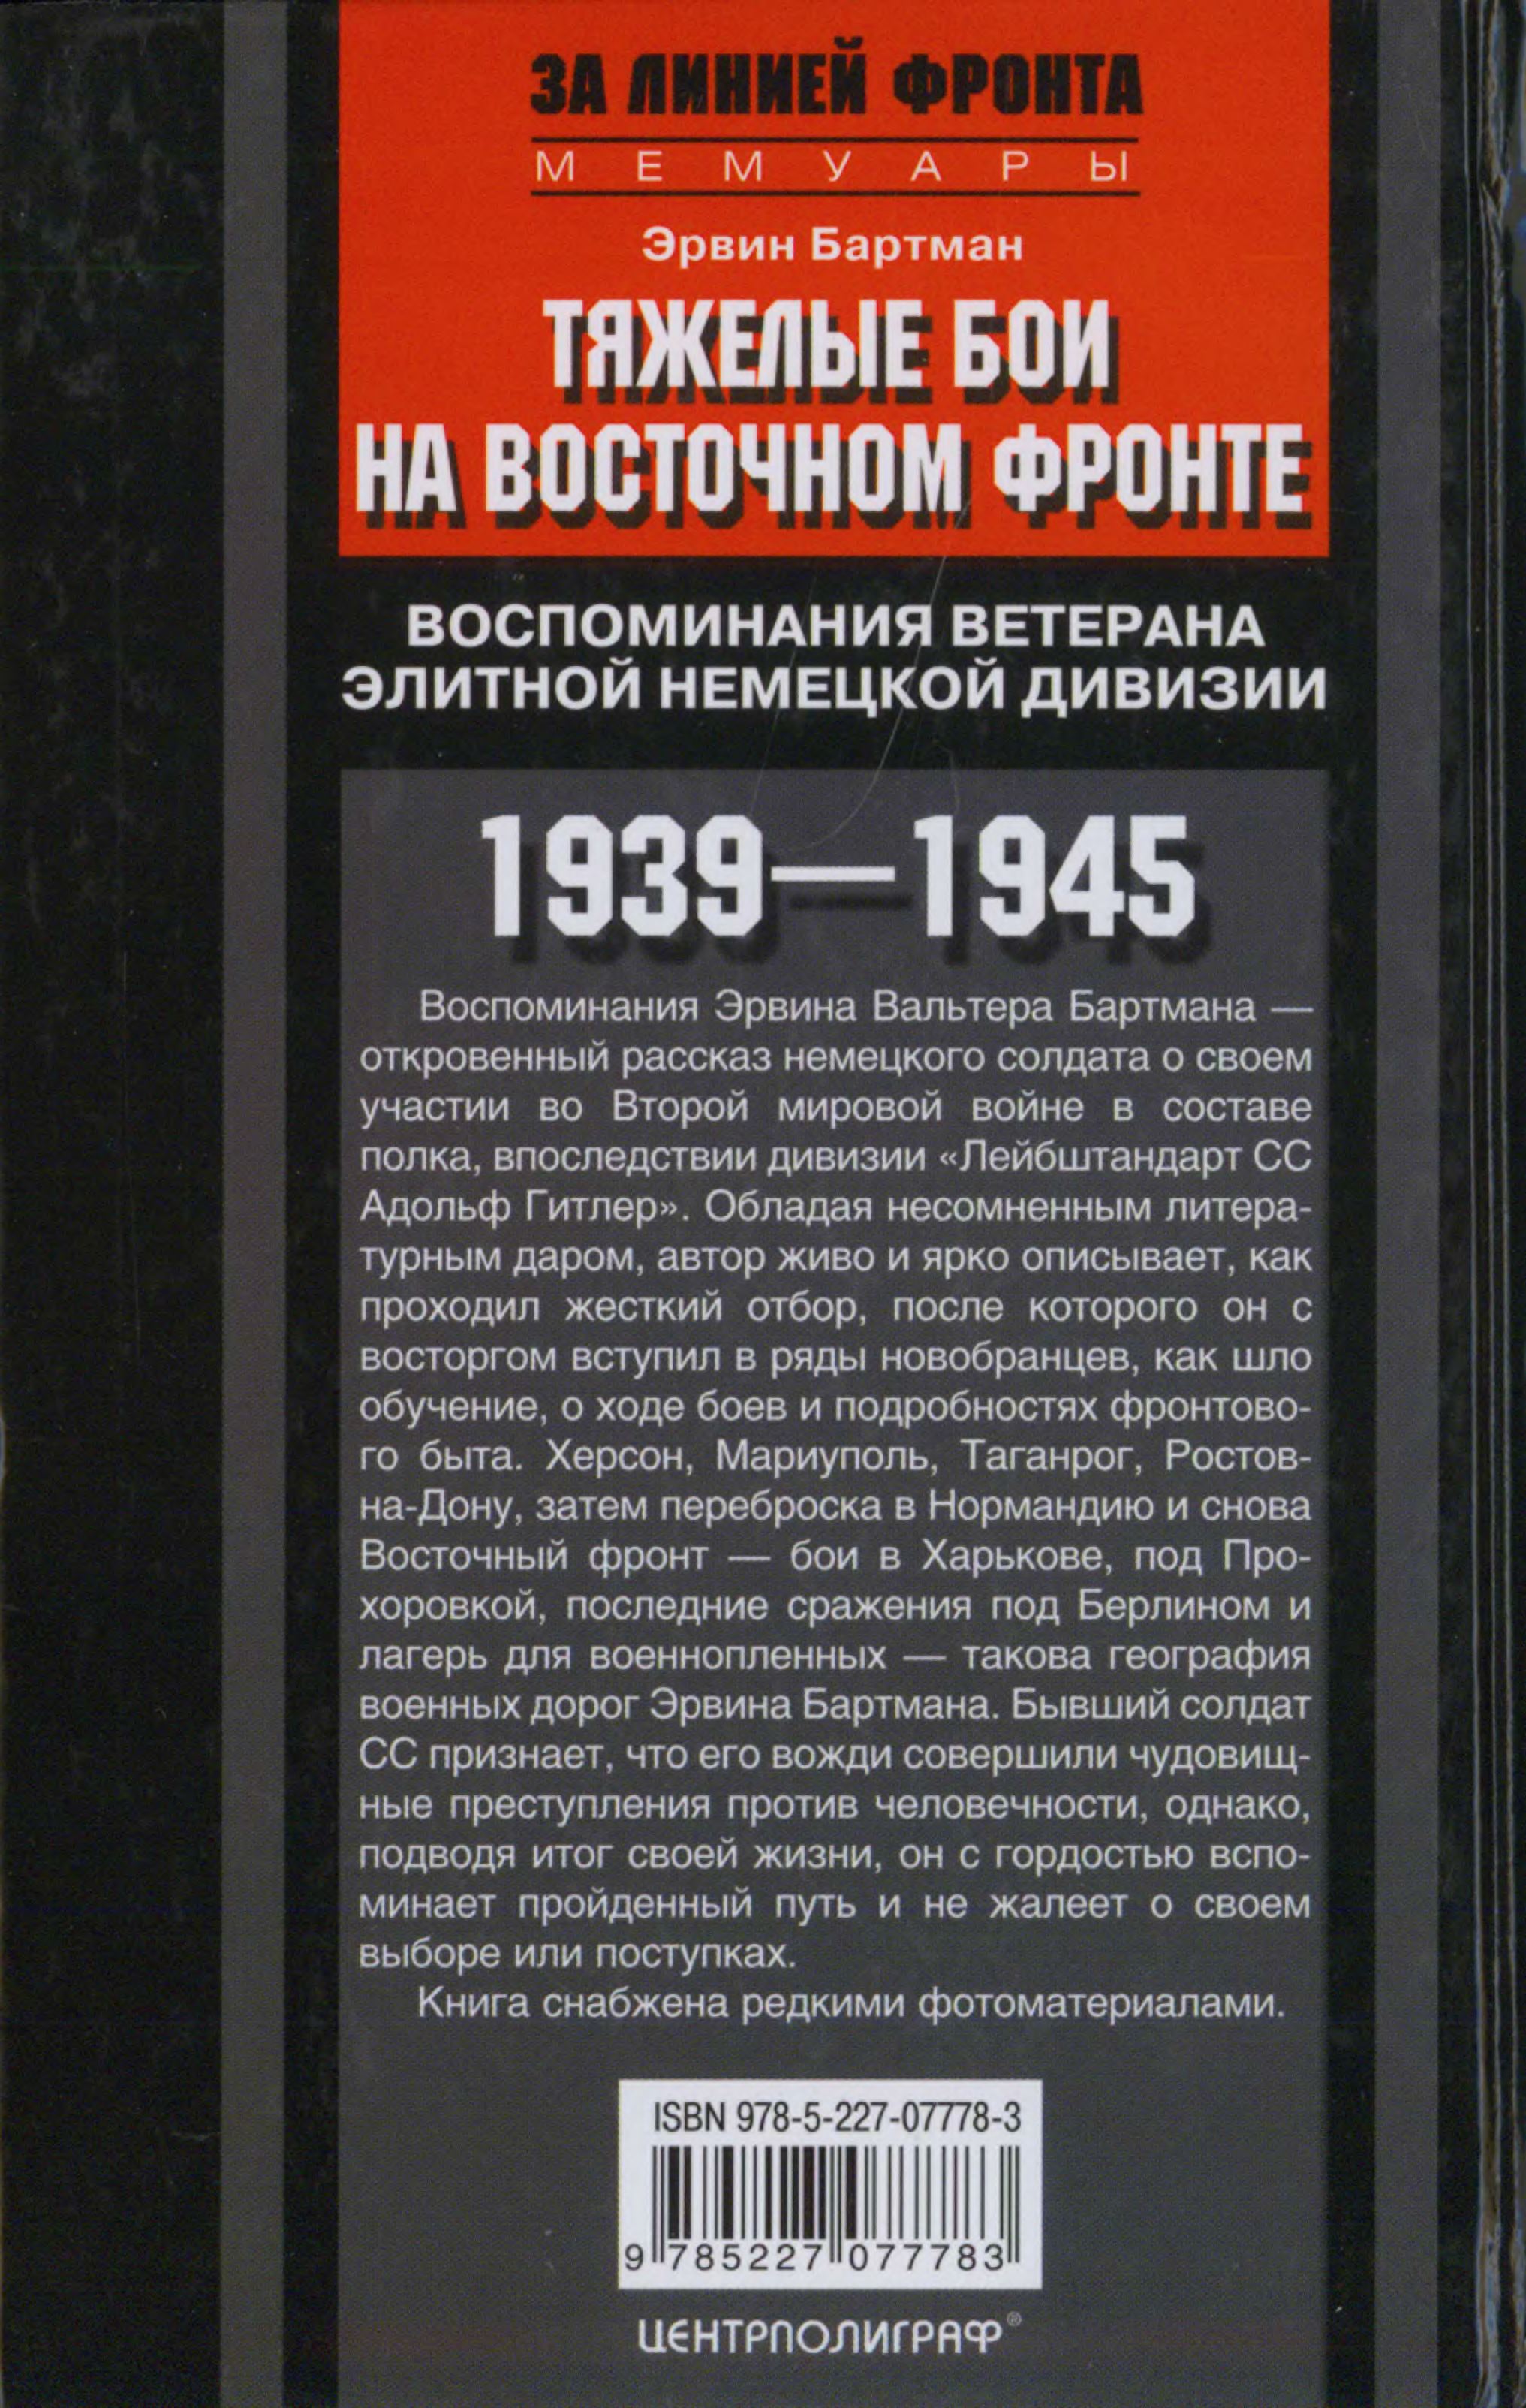 ЗА ЛИНИЕЙ ФРОНТА
МЕМУАРЫ
Эрвин Бартман
ТЯЖЕЛЫЕ БОИ
НА ВОСТОЧНОМ ФРОНТЕ
ВОСПОМИНАНИЯ ВЕТЕРАНА
ЭЛИТНОЙ НЕМЕЦКОЙ ДИВИЗИИ
1939—1945
Воспоминания Эрвина Вальтера Бартмана —
откровенный рассказ немецкого солдата о своем
участии во Второй мировой войне в составе
полка, впоследствии дивизии «Лейбштандарт СС
Адольф Гитлер». Обладая несомненным литера-
турным даром, автор живо и ярко описывает, как
проходил жесткий отбор, после которого он с
восторгом вступил в ряды новобранцев, как шло
обучение, о ходе боев и подробностях фронтово-
го быта. Херсон, Мариуполь, Таганрог, Ростов-
на-Дону, затем переброска в Нормандию и снова
Восточный фронт — бои в Харькове, под Про-
хоровкой, последние сражения под Берлином и
лагерь для военнопленных — такова география
военных дорог Эрвина Бартмана. Бывший солдат
СС признает, что его вожди совершили чудовищ-
ные преступления против человечности, однако,
подводя итог своей жизни, он с гордостью вспо-
минает пройденный путь и не жалеет о своем
выборе или поступках.
Книга снабжена редкими фотоматериалами.
ISBN 978-5-227-07778-3
9 785227 077783
ЦЕНТРПОЛИГРАФ®